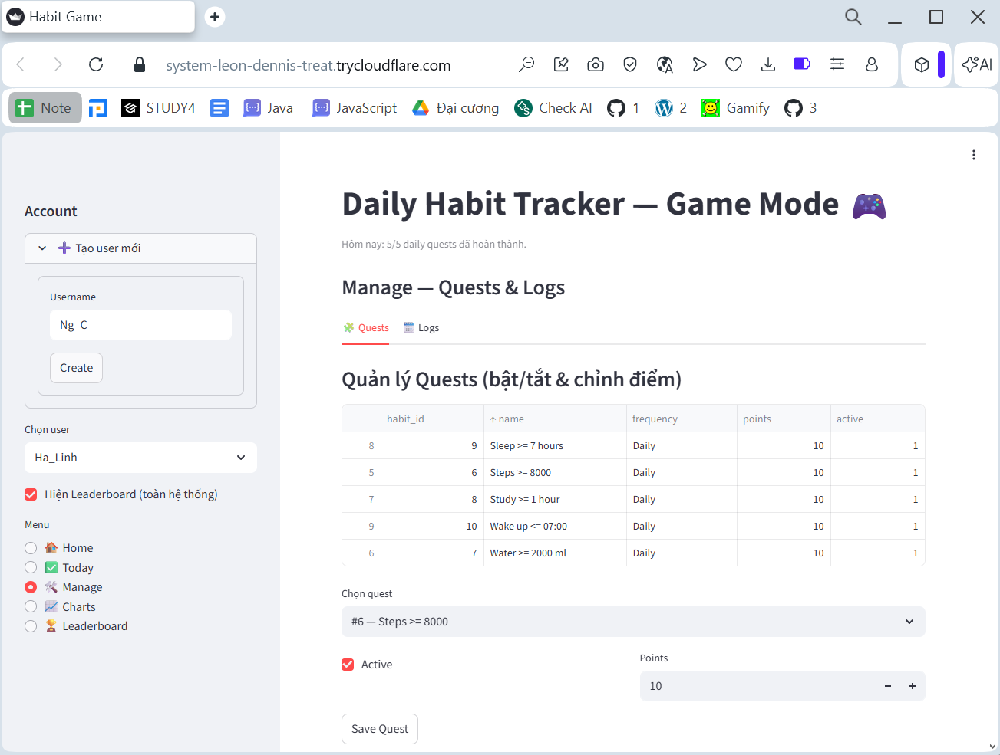 Habit Game
system-leon-dennis-treat.trycloudflare.com
AI
Note
STUDY4
Java
JavaScript
Đại cương
Check AI
1
2
Gamify
3
Account
Tạo user mới
Username
Ng_C
Create
Chọn user
Ha_Linh
Hiện Leaderboard (toàn hệ thống)
Menu
Home
Today
Manage
Charts
Leaderboard
Daily Habit Tracker — Game Mode
Hôm nay: 5/5 daily quests đã hoàn thành.
Manage — Quests & Logs
Quests Logs
Quản lý Quests (bật/tắt & chỉnh điểm)
habit_id ↑ name frequency points active
8 9 Sleep >= 7 hours Daily 10 1
5 6 Steps >= 8000 Daily 10 1
7 8 Study >= 1 hour Daily 10 1
9 10 Wake up <= 07:00 Daily 10 1
6 7 Water >= 2000 ml Daily 10 1
Chọn quest
#6 — Steps >= 8000
Active
Points
10
Save Quest